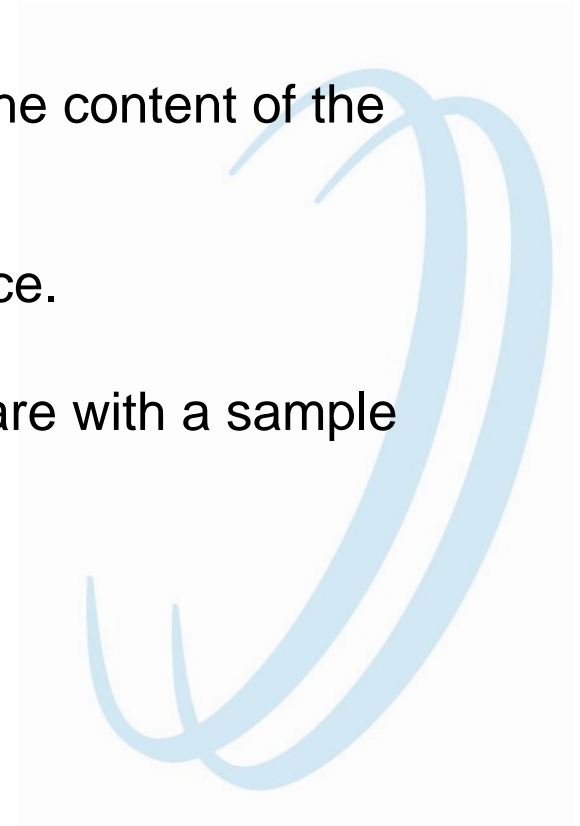 he content of the
ce.
are with a sample